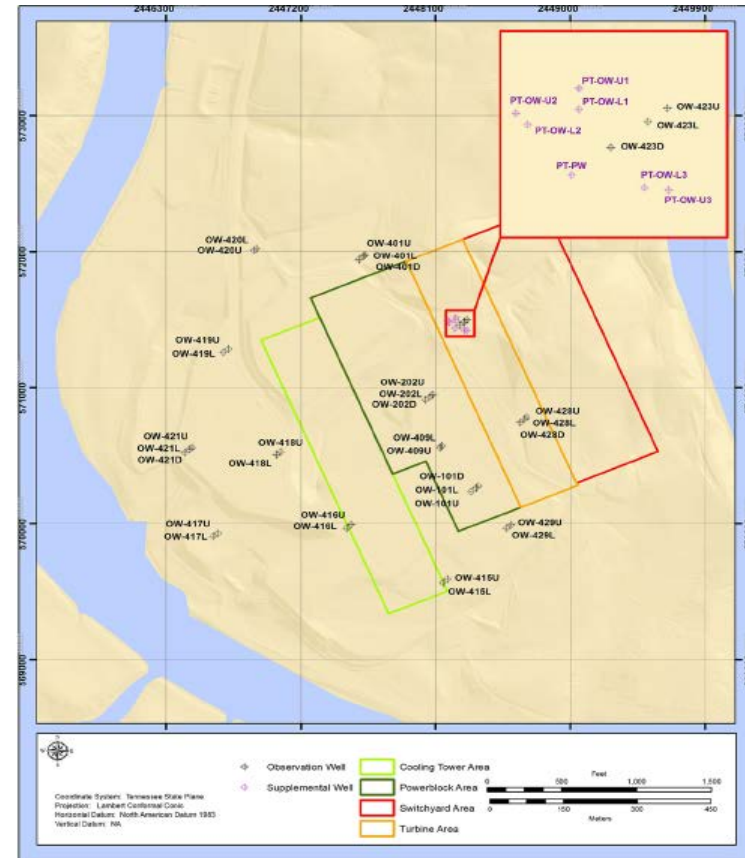 2446300 2447200 2448100 2449000 2449900
573000
572000
571000
570000
569000
PT-OW-U1
PT-OW-U2
PT-OW-L1
OW-423U
PT-OW-L2
OW-423L
OW-423D
PT-PW
PT-OW-L3
PT-OW-U3
OW-420L
OW-420U
OW-401U
OW-401L
OW-401D
OW-419U
OW-419L
OW-202U
OW-202L
OW-202D
OW-428U
OW-428L
OW-428D
OW-421U
OW-421L
OW-421D
OW-418U
OW-418L
OW-409L
OW-409U
OW-101D
OW-101L
OW-101U
OW-417U
OW-417L
OW-416U
OW-416L
OW-429U
OW-429L
OW-415U
OW-415L
N
S
Coordinate System: Tennessee State Plane
Projection: Lambert Conformal Conic
Horizontal Datum: North American Datum 1983
Vertical Datum: NA
Observation Well
Supplemental Well
Cooling Tower Area
Powerblock Area
Switchyard Area
Turbine Area
Feet
0 500 1,000 1,500
0 150 300 450
Meters